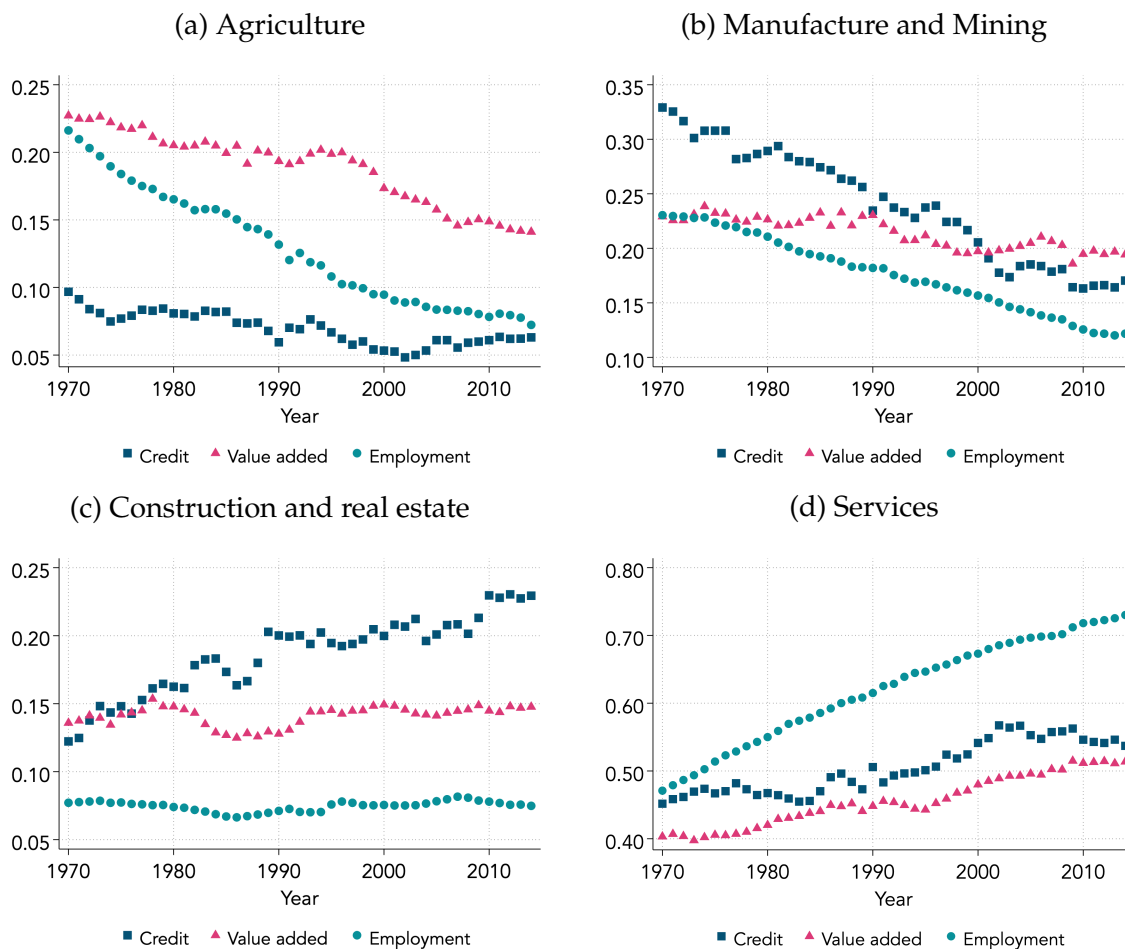 (a) Agriculture
0.25
0.20
0.15
0.10
0.05
1970 1980 1990 2000 2010
Year
Credit Value added Employment
(b) Manufacture and Mining
0.35
0.30
0.25
0.20
0.15
0.10
1970 1980 1990 2000 2010
Year
Credit Value added Employment
(c) Construction and real estate
0.25
0.20
0.15
0.10
0.05
1970 1980 1990 2000 2010
Year
Credit Value added Employment
(d) Services
0.80
0.70
0.60
0.50
0.40
1970 1980 1990 2000 2010
Year
Credit Value added Employment